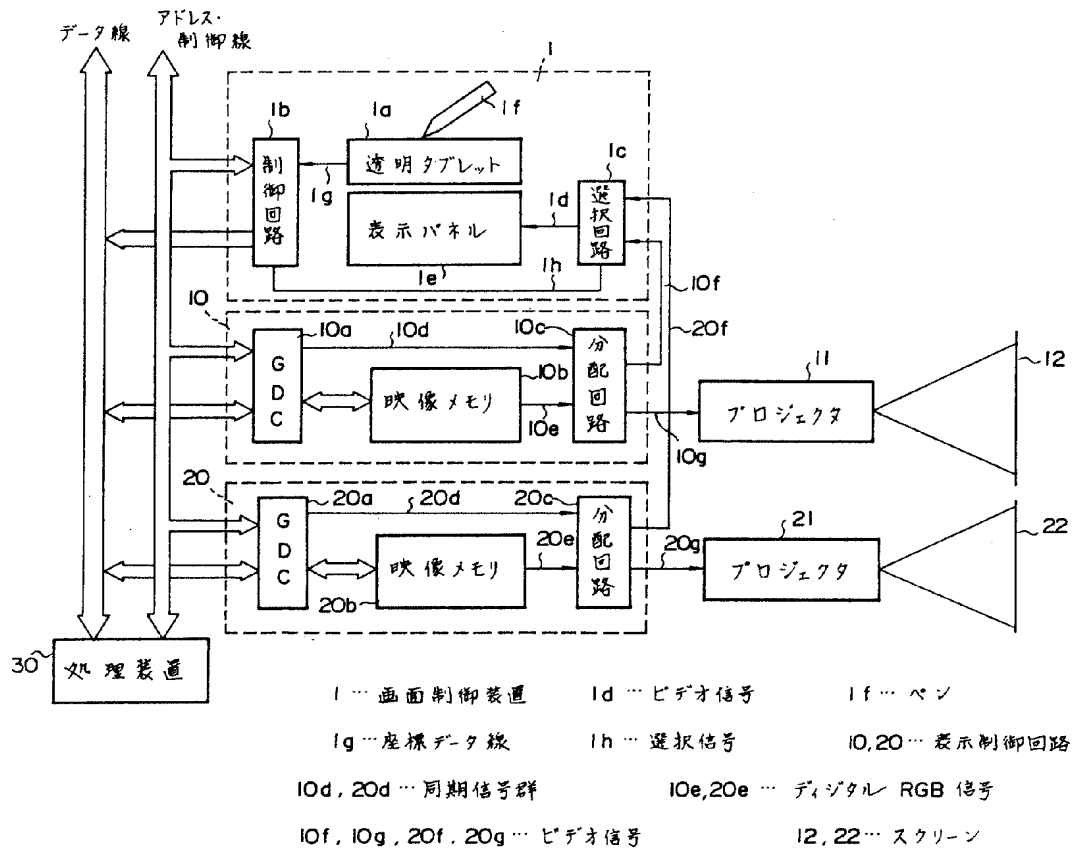 データ線
アドレス・
制御線
1
1b
1a
1f
1c
制御回路
透明タブレット
1g
1d
選択回路
表示パネル
1e
1h
10f
20f
10
10a
10d
10c
GDC
10b
映像メモリ
10e
分配回路
10g
11
プロジェクタ
12
20
20a
20d
20c
GDC
映像メモリ
20b
20e
分配回路
20g
21
プロジェクタ
22
30
処理装置
1…画面制御装置 1d…ビデオ信号 1f…ペン
1g…座標データ線 1h…選択信号 10,20…表示制御回路
10d,20d…同期信号群 10e,20e…ディジタルRGB信号
10f,10g,20f.20g…ビデオ信号 12,22…スクリーン